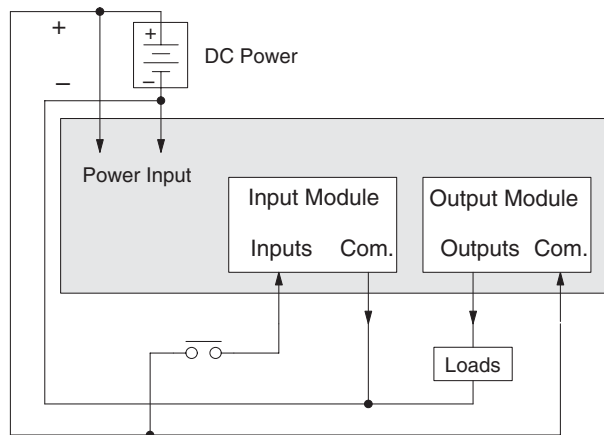 +
+
DC Power
–
–
Power Input
Input Module
Output Module
Inputs Com.
Outputs Com.
Loads